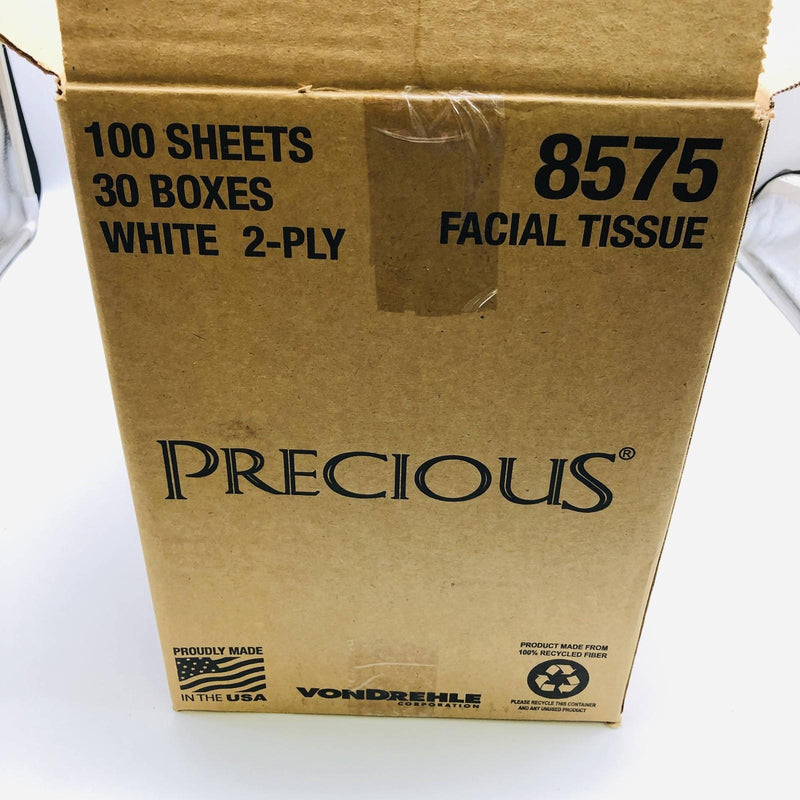 100 SHEETS
30 BOXES
WHITE 2-PLY
8575
FACIAL TISSUE
PRECIOUS®
PROUDLY MADE
IN THE USA
VONDREHLE
CORPORATION
PRODUCT MADE FROM
100% RECYCLED FIBER
PLEASE RECYCLE THIS CONTAINER
AND ANY UNUSED PRODUCT